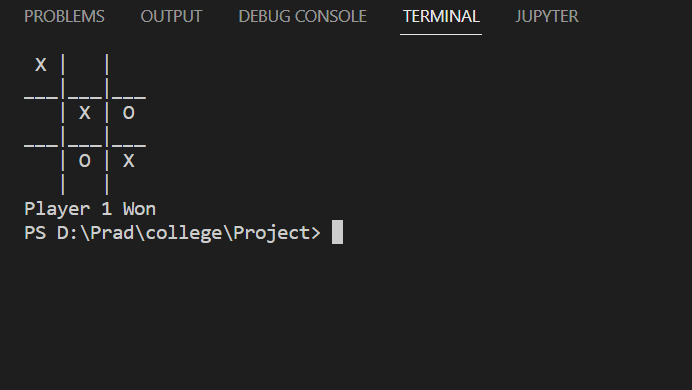 PROBLEMS OUTPUT DEBUG CONSOLE TERMINAL JUPYTER
 X |   |
___|___|___
   | X | O
___|___|___
   | O | X
   |   |
Player 1 Won
PS D:\Prad\college\Project>